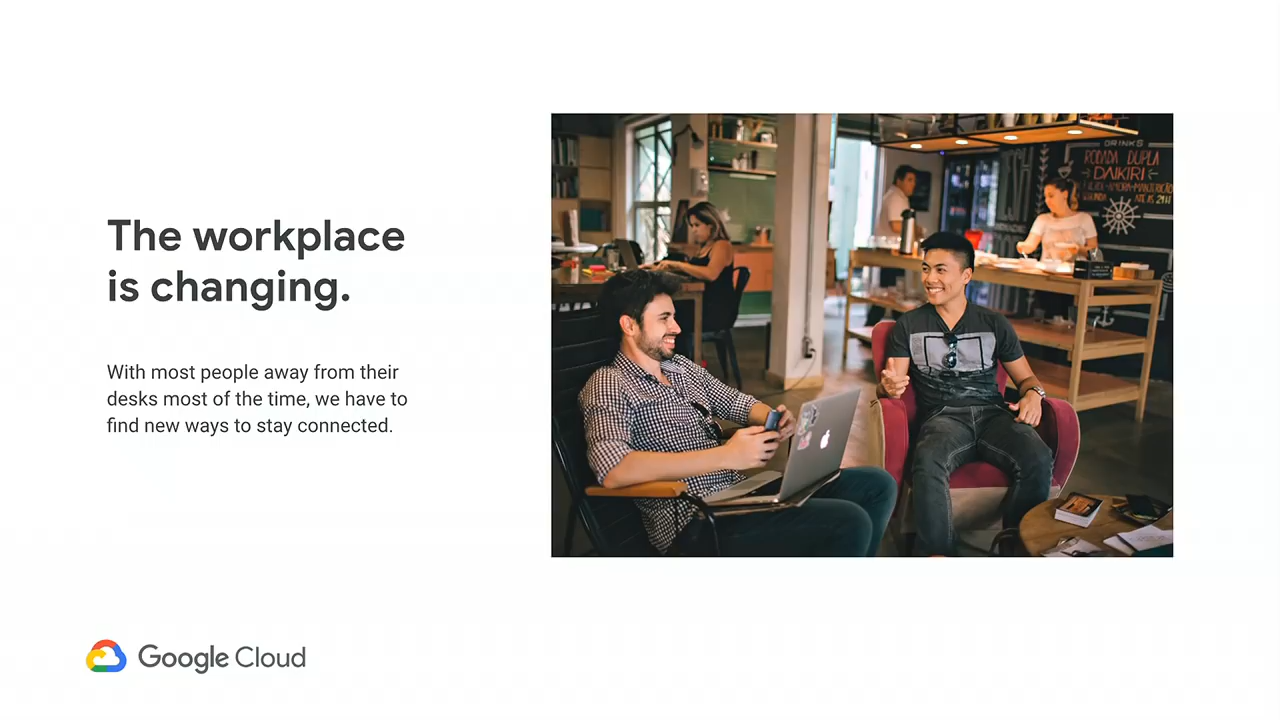 The workplace
is changing.
With most people away from their
desks most of the time, we have to
find new ways to stay connected.
DRINKS
RODADA DUPLA
DAIKIRI
Google Cloud